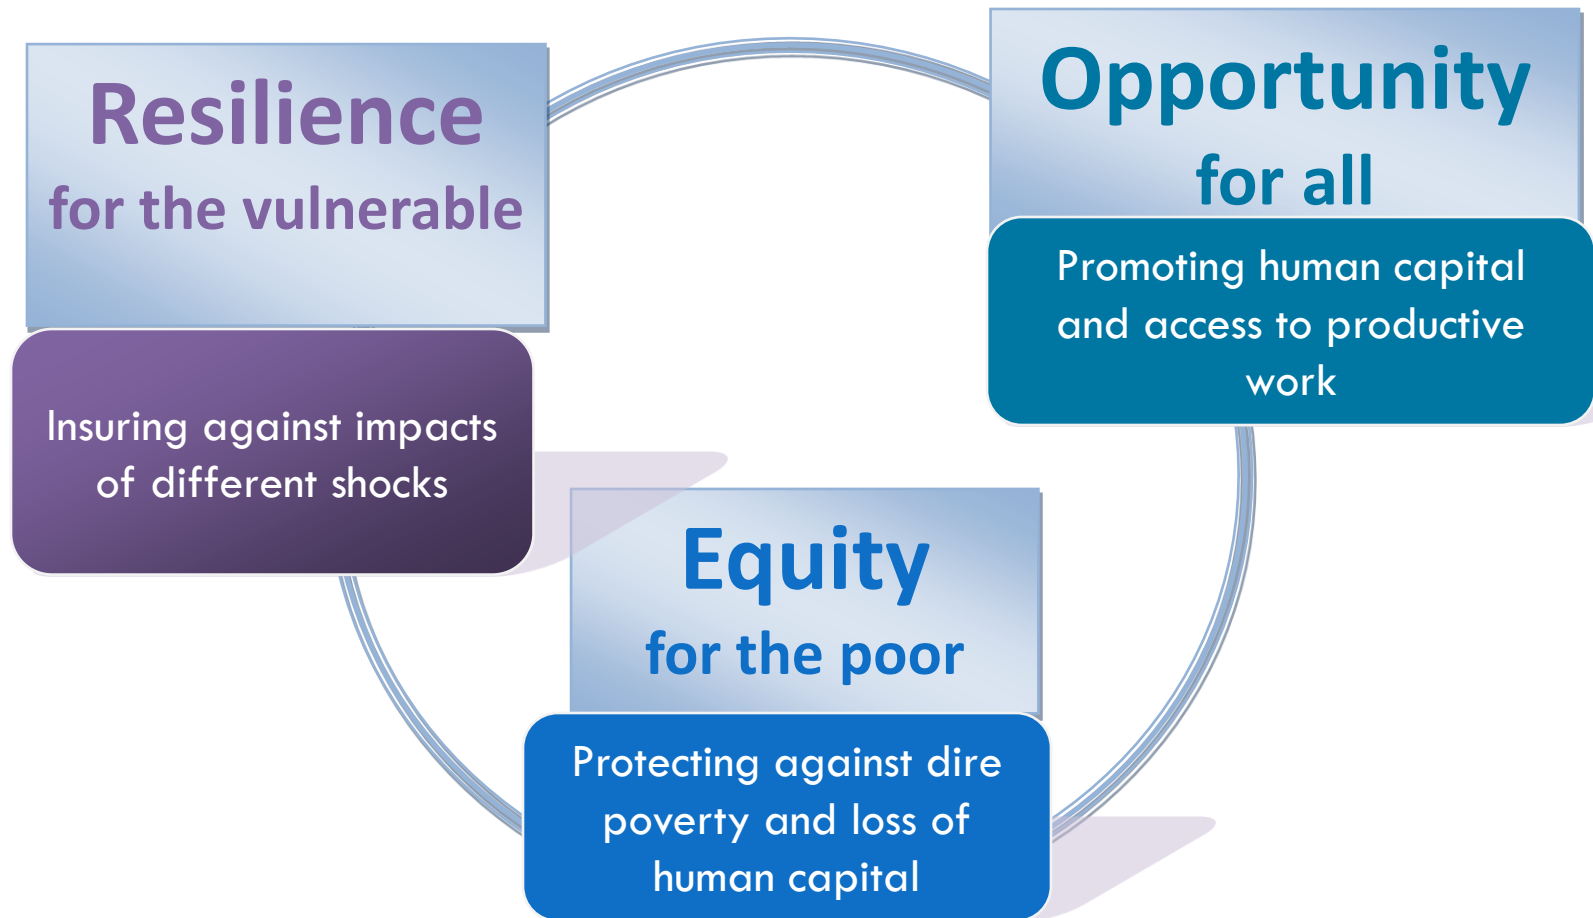 Resilience
for the vulnerable
Insuring against impacts
of different shocks
Opportunity
for all
Promoting human capital
and access to productive
work
Equity
for the poor
Protecting against dire
poverty and loss of
human capital